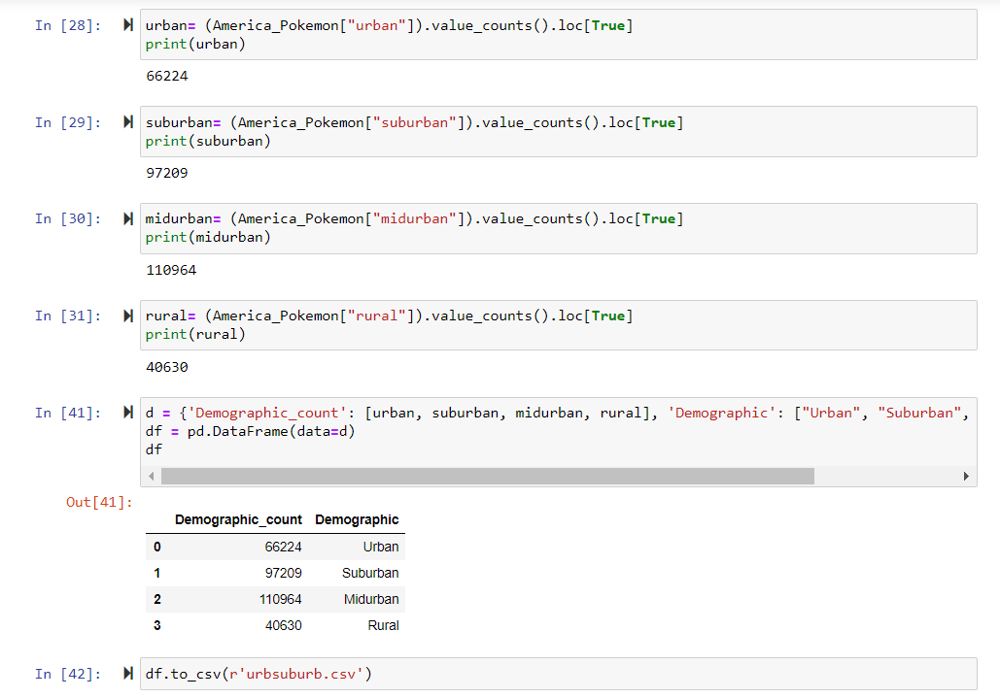 In [28]: urban= (America_Pokemon["urban"]).value_counts().loc[True]
print(urban)
66224
In [29]: suburban= (America_Pokemon["suburban"]).value_counts().loc[True]
print(suburban)
97209
In [30]: midurban= (America_Pokemon["midurban"]).value_counts().loc[True]
print(midurban)
110964
In [31]: rural= (America_Pokemon["rural"]).value_counts().loc[True]
print(rural)
40630
In [41]: d = {'Demographic_count': [urban, suburban, midurban, rural], 'Demographic': ["Urban", "Suburban",
df = pd.DataFrame(data=d)
df
Out[41]:
Demographic_count Demographic
0 66224 Urban
1 97209 Suburban
2 110964 Midurban
3 40630 Rural
In [42]: df.to_csv(r'urbsuburb.csv')